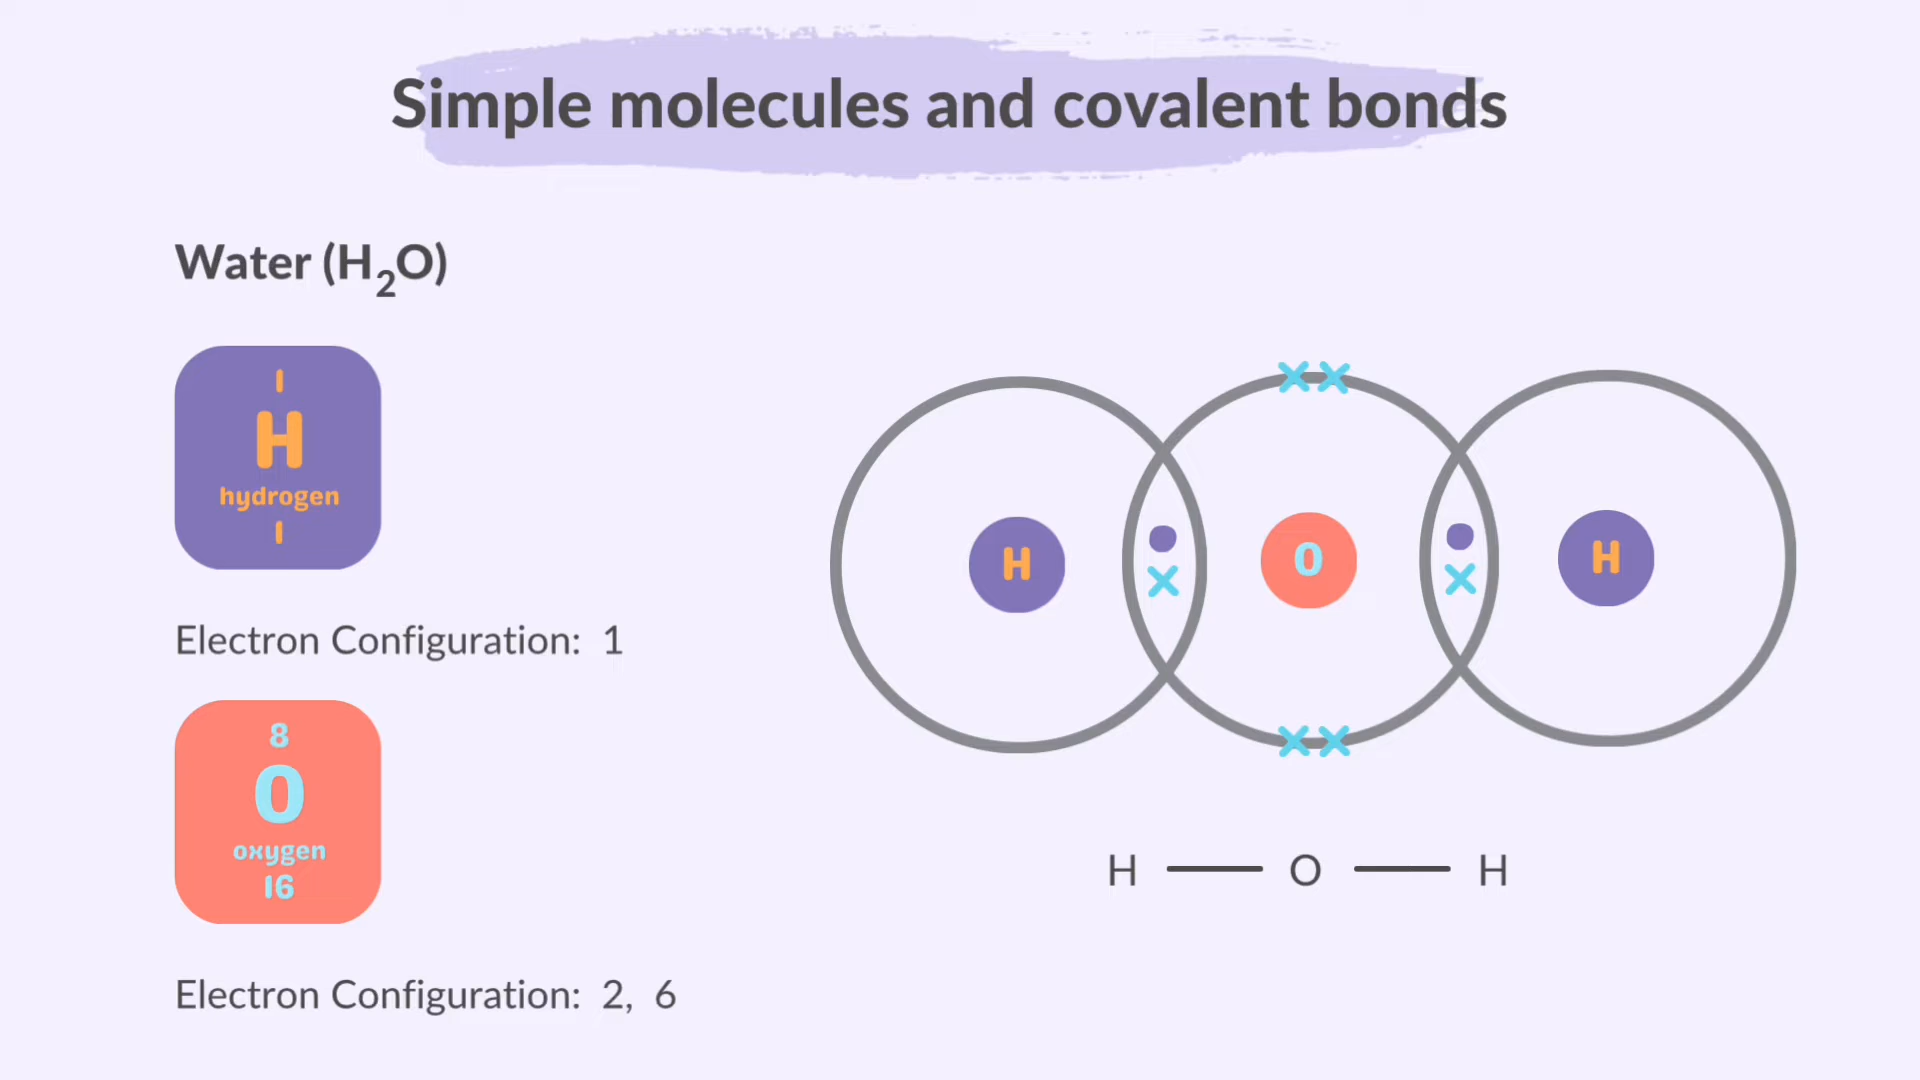 Simple molecules and covalent bonds
Water (H₂O)
1
H
hydrogen
1
Electron Configuration: 1
8
O
oxygen
16
Electron Configuration: 2, 6
H O H
H — O — H